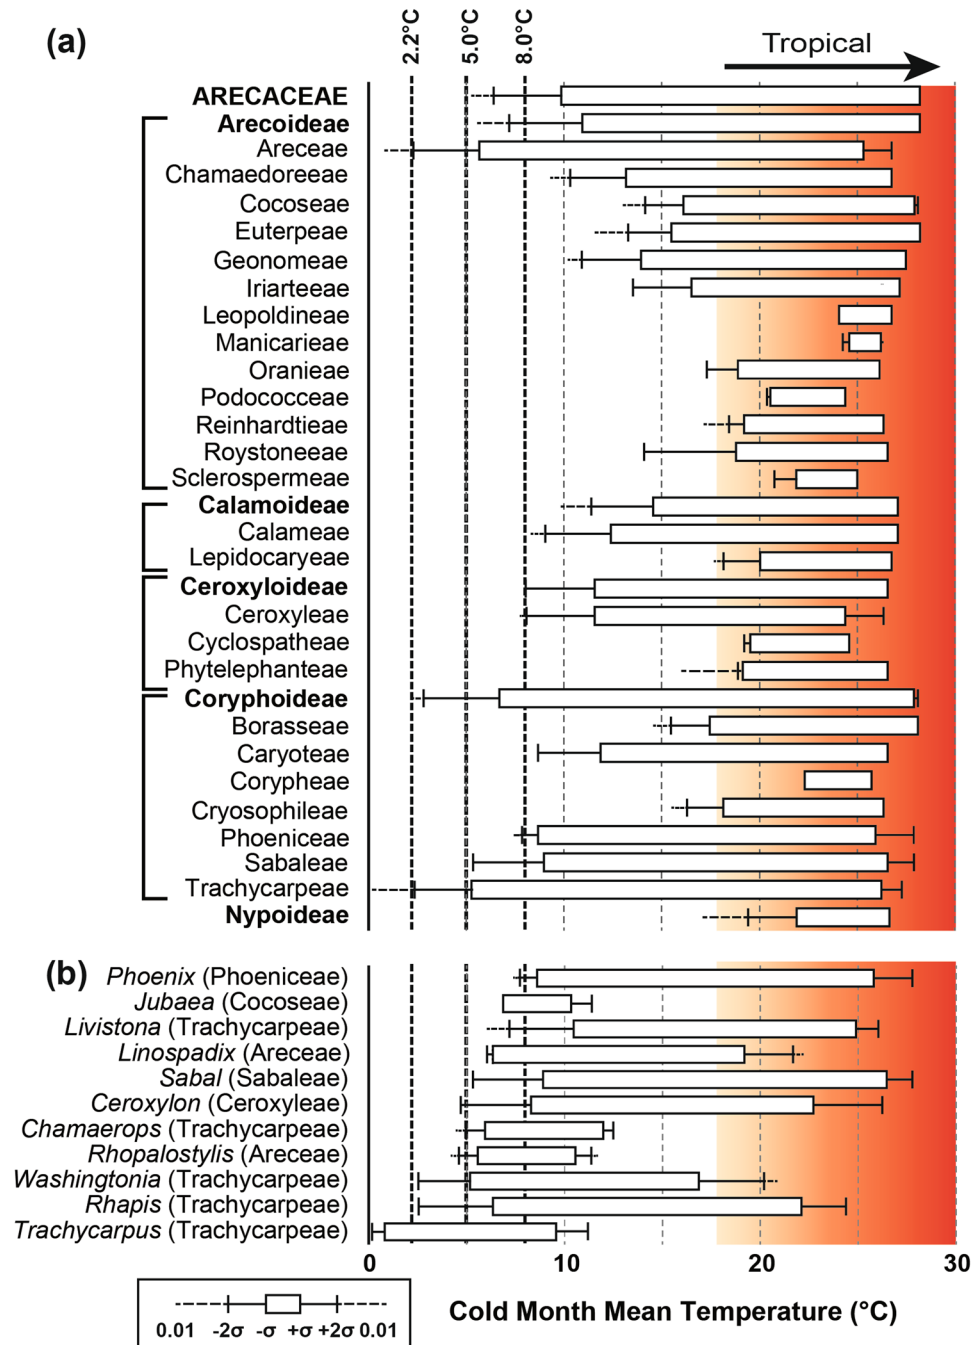 (a)
2.2°C
5.0°C
8.0°C
Tropical
ARECACEAE
Arecoideae
Areceae
Chamaedoreeae
Cocoseae
Euterpeae
Geonomeae
Iriarteeae
Leopoldineae
Manicarieae
Oranieae
Podococceae
Reinhardtieae
Roystoneeae
Sclerospermeae
Calamoideae
Calameae
Lepidocaryeae
Ceroxyloideae
Ceroxyleae
Cyclospatheae
Phytelephanteae
Coryphoideae
Borasseae
Caryoteae
Corypheae
Cryosophileae
Phoeniceae
Sabaleae
Trachycarpeae
Nypoideae
(b)
Phoenix (Phoeniceae)
Jubaea (Cocoseae)
Livistona (Trachycarpeae)
Linospadix (Areceae)
Sabal (Sabaleae)
Ceroxylon (Ceroxyleae)
Chamaerops (Trachycarpeae)
Rhopalostylis (Areceae)
Washingtonia (Trachycarpeae)
Rhapis (Trachycarpeae)
Trachycarpus (Trachycarpeae)
0 10 20 30
Cold Month Mean Temperature (°C)
0.01 -2σ -σ +σ +2σ 0.01